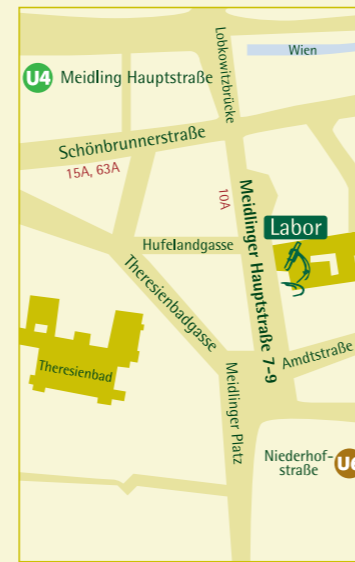 Lobkowitzbrücke
Wien
U4 Meidling Hauptstraße
Schönbrunnerstraße
15A, 63A
10A
Meidlinger Hauptstraße 7-9
Labor
Hufelandgasse
Theresienbadgasse
Amdtstraße
Theresienbad
Meidlinger Platz
Niederhof-
straße
U6